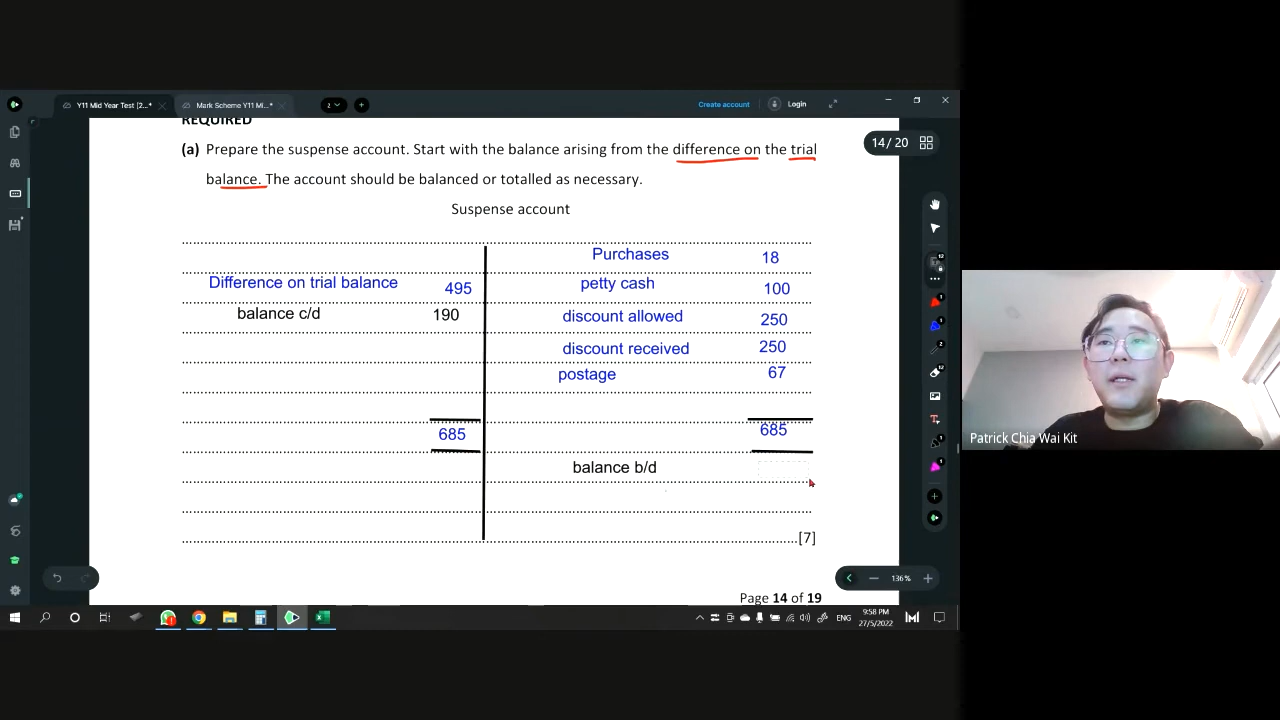 Y11 Mid Year Test [2...*
Mark Scheme Y11 Mi...*
2
Create account
Login
REQUIRED
14/20
(a) Prepare the suspense account. Start with the balance arising from the difference on the trial
balance. The account should be balanced or totalled as necessary.
Suspense account
Purchases 18
Difference on trial balance 495 petty cash 100
balance c/d 190 discount allowed 250
discount received 250
postage 67
685 685
balance b/d
[7]
136%
Page 14 of 19
Patrick Chia Wai Kit
ENG
9:58 PM
27/5/2022